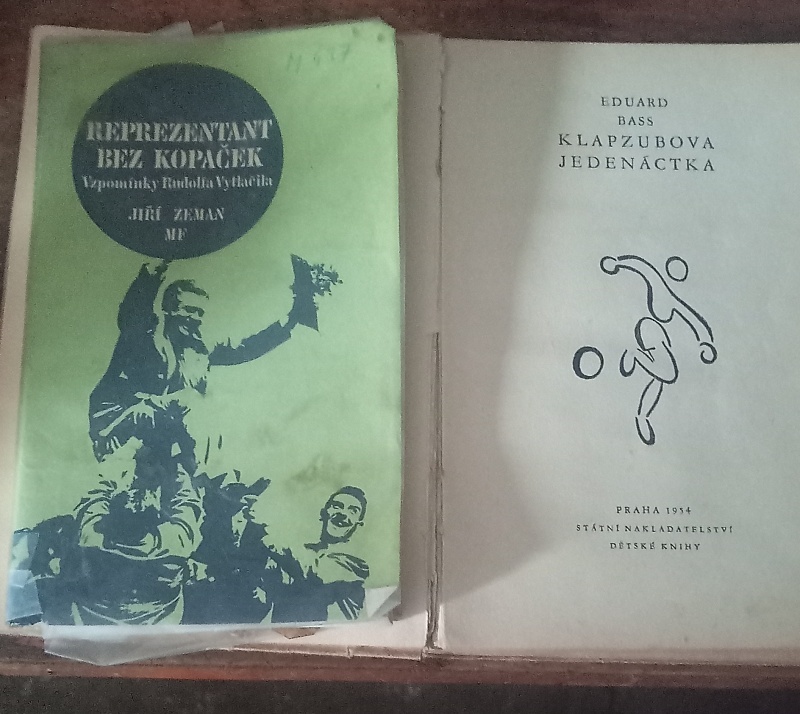 REPREZENTANT
BEZ KOPAČEK
Vzpomínky Rudolfa Vytlačila
JIŘÍ ZEMAN
MF
EDUARD
BASS
KLAPZUBOVA
JEDENÁCTKA
PRAHA 1954
STÁTNÍ NAKLADATELSTVÍ
DĚTSKÉ KNIHY